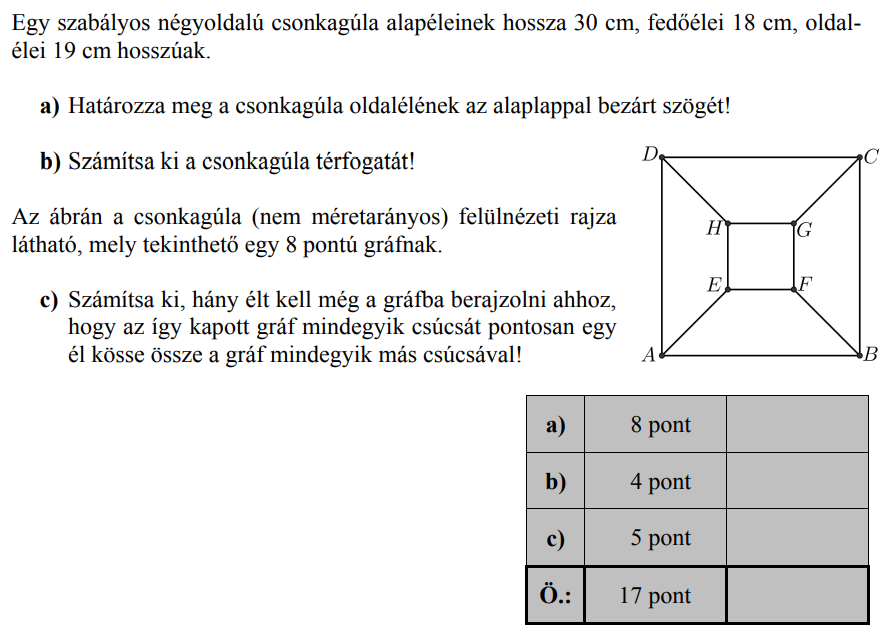 Egy szabályos négyoldalú csonkagúla alapéleinek hossza 30 cm, fedőélei 18 cm, oldal-
élei 19 cm hosszúak.
a) Határozza meg a csonkagúla oldalélének az alaplappal bezárt szögét!
b) Számítsa ki a csonkagúla térfogatát!
Az ábrán a csonkagúla (nem méretarányos) felülnézeti rajza
látható, mely tekinthető egy 8 pontú gráfnak.
c) Számítsa ki, hány élt kell még a gráfba berajzolni ahhoz,
hogy az így kapott gráf mindegyik csúcsát pontosan egy
él kösse össze a gráf mindegyik más csúcsával!
D C
H G
E F
A B
a) 8 pont
b) 4 pont
c) 5 pont
Ö.: 17 pont